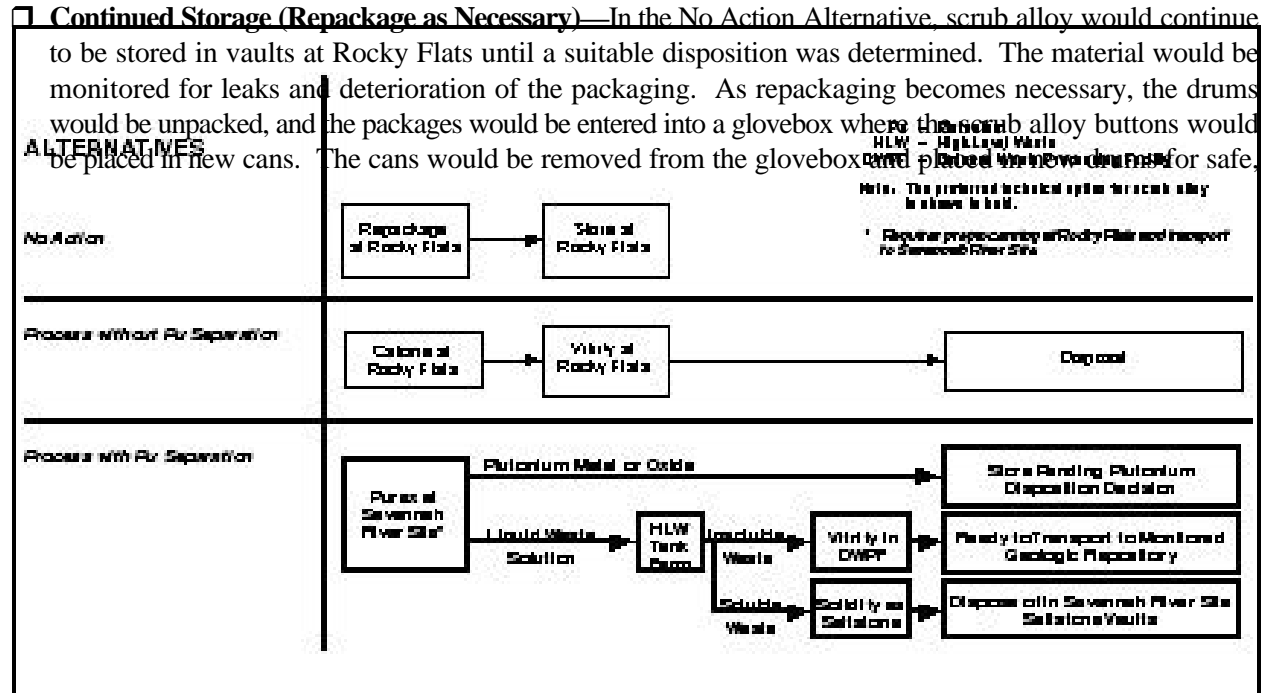 ❒ Continued Storage (Repackage as Necessary)—In the No Action Alternative, scrub alloy would continue
to be stored in vaults at Rocky Flats until a suitable disposition was determined. The material would be
monitored for leaks and deterioration of the packaging. As repackaging becomes necessary, the drums
would be unpacked, and the packages would be entered into a glovebox where the scrub alloy buttons would
be placed in new cans. The cans would be removed from the glovebox and placed in new drums for safe,
ALTERNATIVES
HLW – High Level Waste
Note: The preferred technical option for scrub alloy
is shown in bold.
* Requires preprocessing at Rocky Flats and transport
to Savannah River Site
No Action
Repackage
at Rocky Flats
Store at
Rocky Flats
Process without Pu Separation
Calcine at
Rocky Flats
Vitrify at
Rocky Flats
Disposal
Process with Pu Separation
Purex at
Savannah
River Site*
Plutonium Metal or Oxide
Store Pending Plutonium
Disposition Decision
Liquid Waste
Solution
HLW
Tank
Farm
Insoluble
Waste
Vitrify in
DWPF
Ready to Transport to Monitored
Geologic Repository
Soluble
Waste
Solidify as
Saltstone
Dispose of in Savannah River Site
Saltstone Vaults